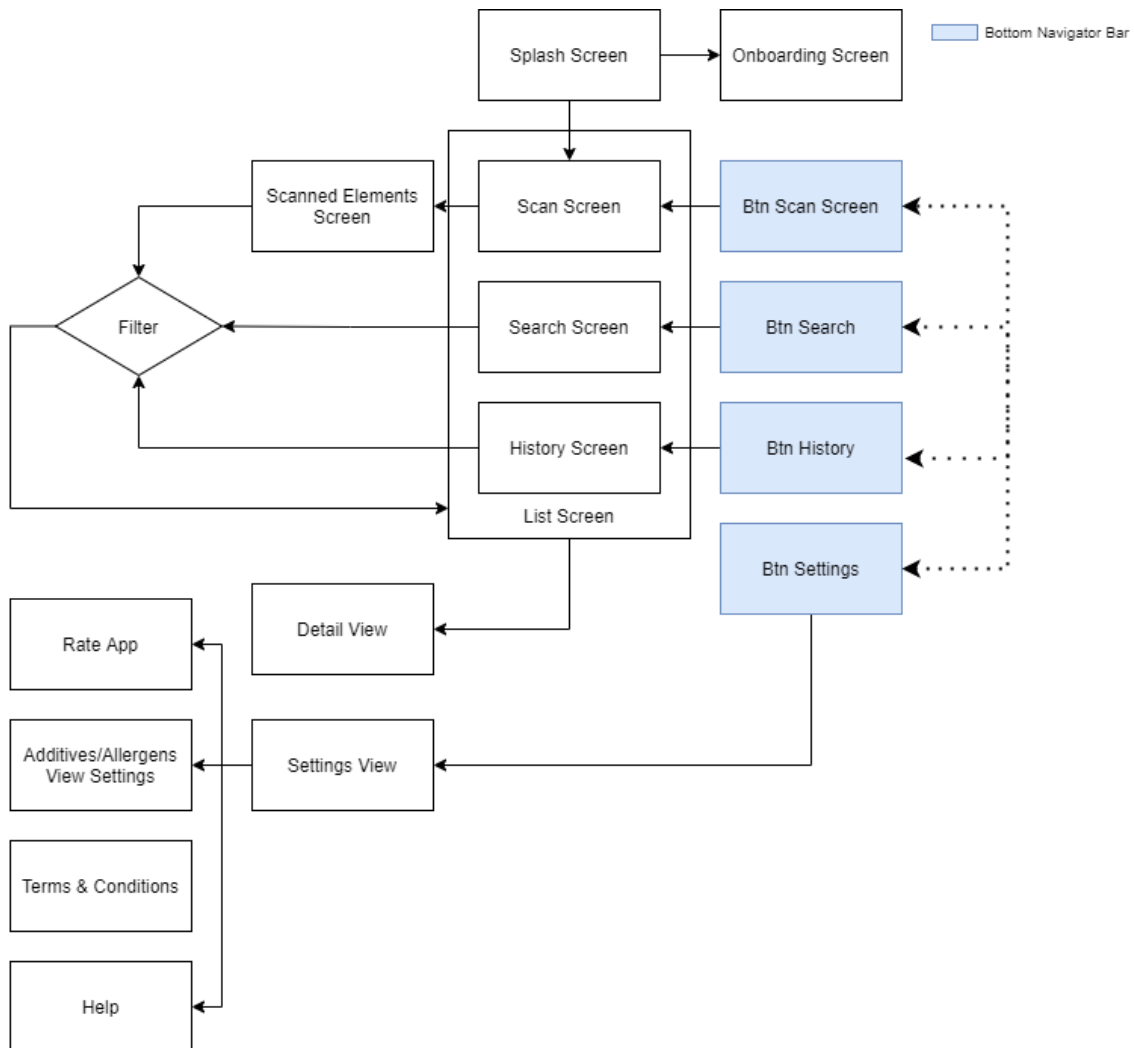 Splash Screen
Onboarding Screen
Bottom Navigator Bar
Scanned Elements
Screen
Scan Screen
Btn Scan Screen
Filter
Search Screen
Btn Search
History Screen
Btn History
List Screen
Btn Settings
Detail View
Rate App
Additives/Allergens
View Settings
Settings View
Terms & Conditions
Help